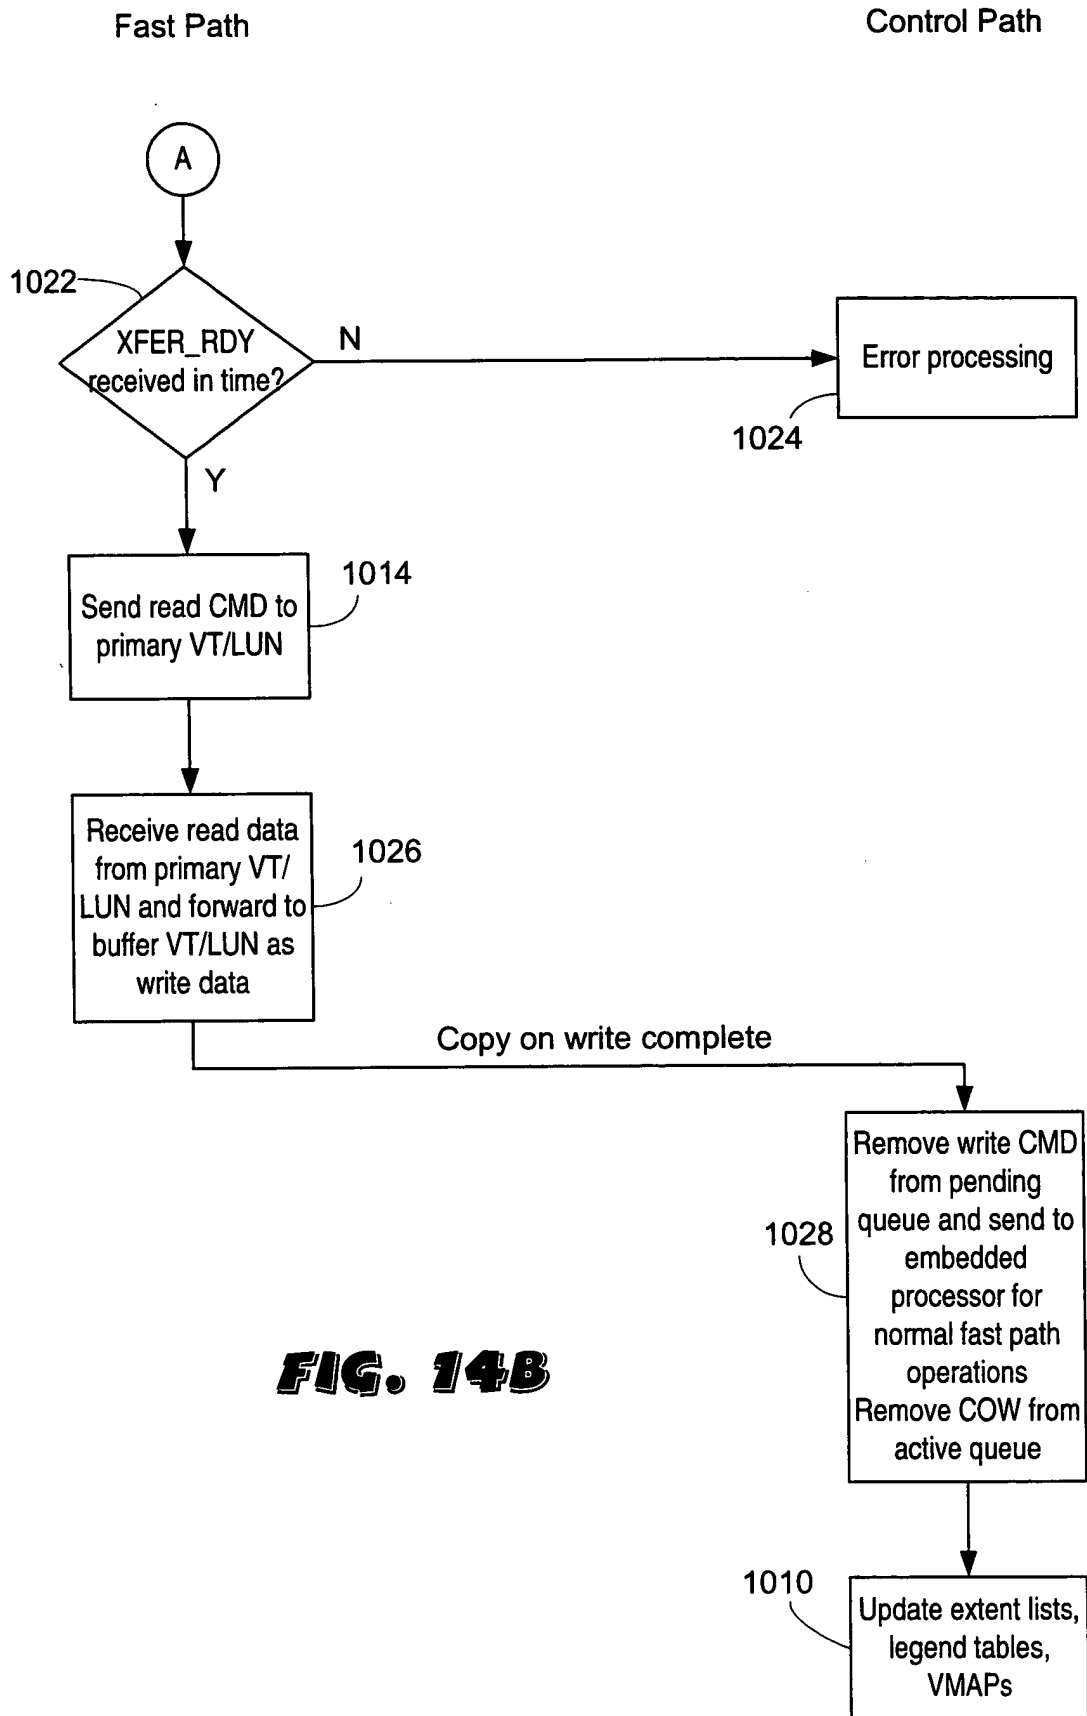 Fast Path
Control Path
A
1022
XFER_RDY
received in time?
N
Error processing
1024
Y
1014
Send read CMD to
primary VT/LUN
Receive read data
from primary VT/
LUN and forward to
buffer VT/LUN as
write data
1026
Copy on write complete
Remove write CMD
from pending
queue and send to
embedded
processor for
normal fast path
operations
Remove COW from
active queue
1028
FIG. 14B
1010
Update extent lists,
legend tables,
VMAPs